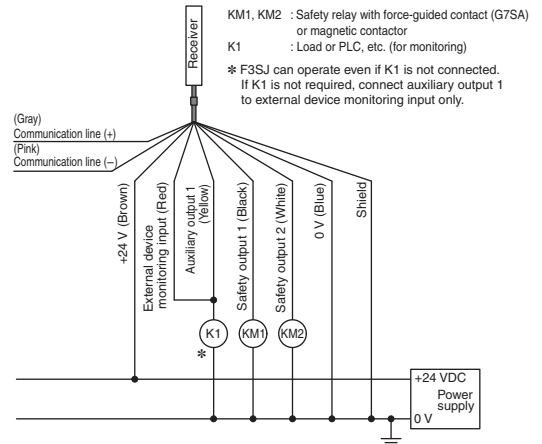 Receiver
KM1, KM2 : Safety relay with force-guided contact (G7SA)
or magnetic contactor
K1 : Load or PLC, etc. (for monitoring)
* F3SJ can operate even if K1 is not connected.
If K1 is not required, connect auxiliary output 1
to external device monitoring input only.
(Gray)
Communication line (+)
(Pink)
Communication line (−)
+24 V (Brown)
External device
monitoring input (Red)
Auxiliary output 1
(Yellow)
Safety output 1 (Black)
Safety output 2 (White)
0 V (Blue)
Shield
K1
*
KM1
KM2
+24 VDC
Power
supply
0 V